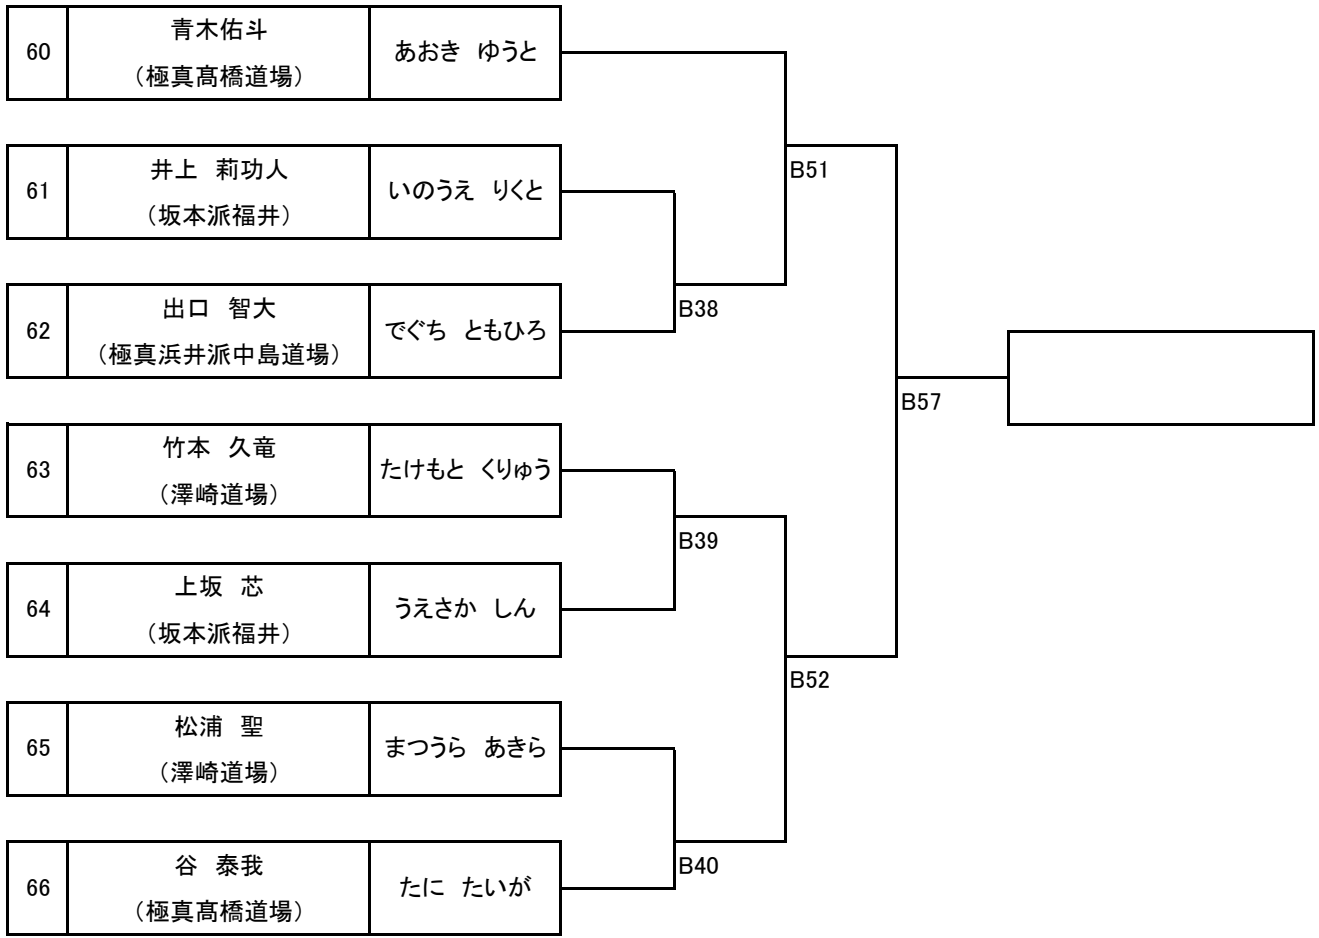 60
青木佑斗
（極真髙橋道場）
あおき　ゆうと
61
井上　莉功人
（坂本派福井）
いのうえ　りくと
B51
62
出口　智大
（極真浜井派中島道場）
でぐち　ともひろ
B38
B57
63
竹本　久竜
（澤崎道場）
たけもと　くりゅう
B39
64
上坂　芯
（坂本派福井）
うえさか　しん
B52
65
松浦　聖
（澤崎道場）
まつうら　あきら
66
谷　泰我
（極真髙橋道場）
たに　たいが
B40